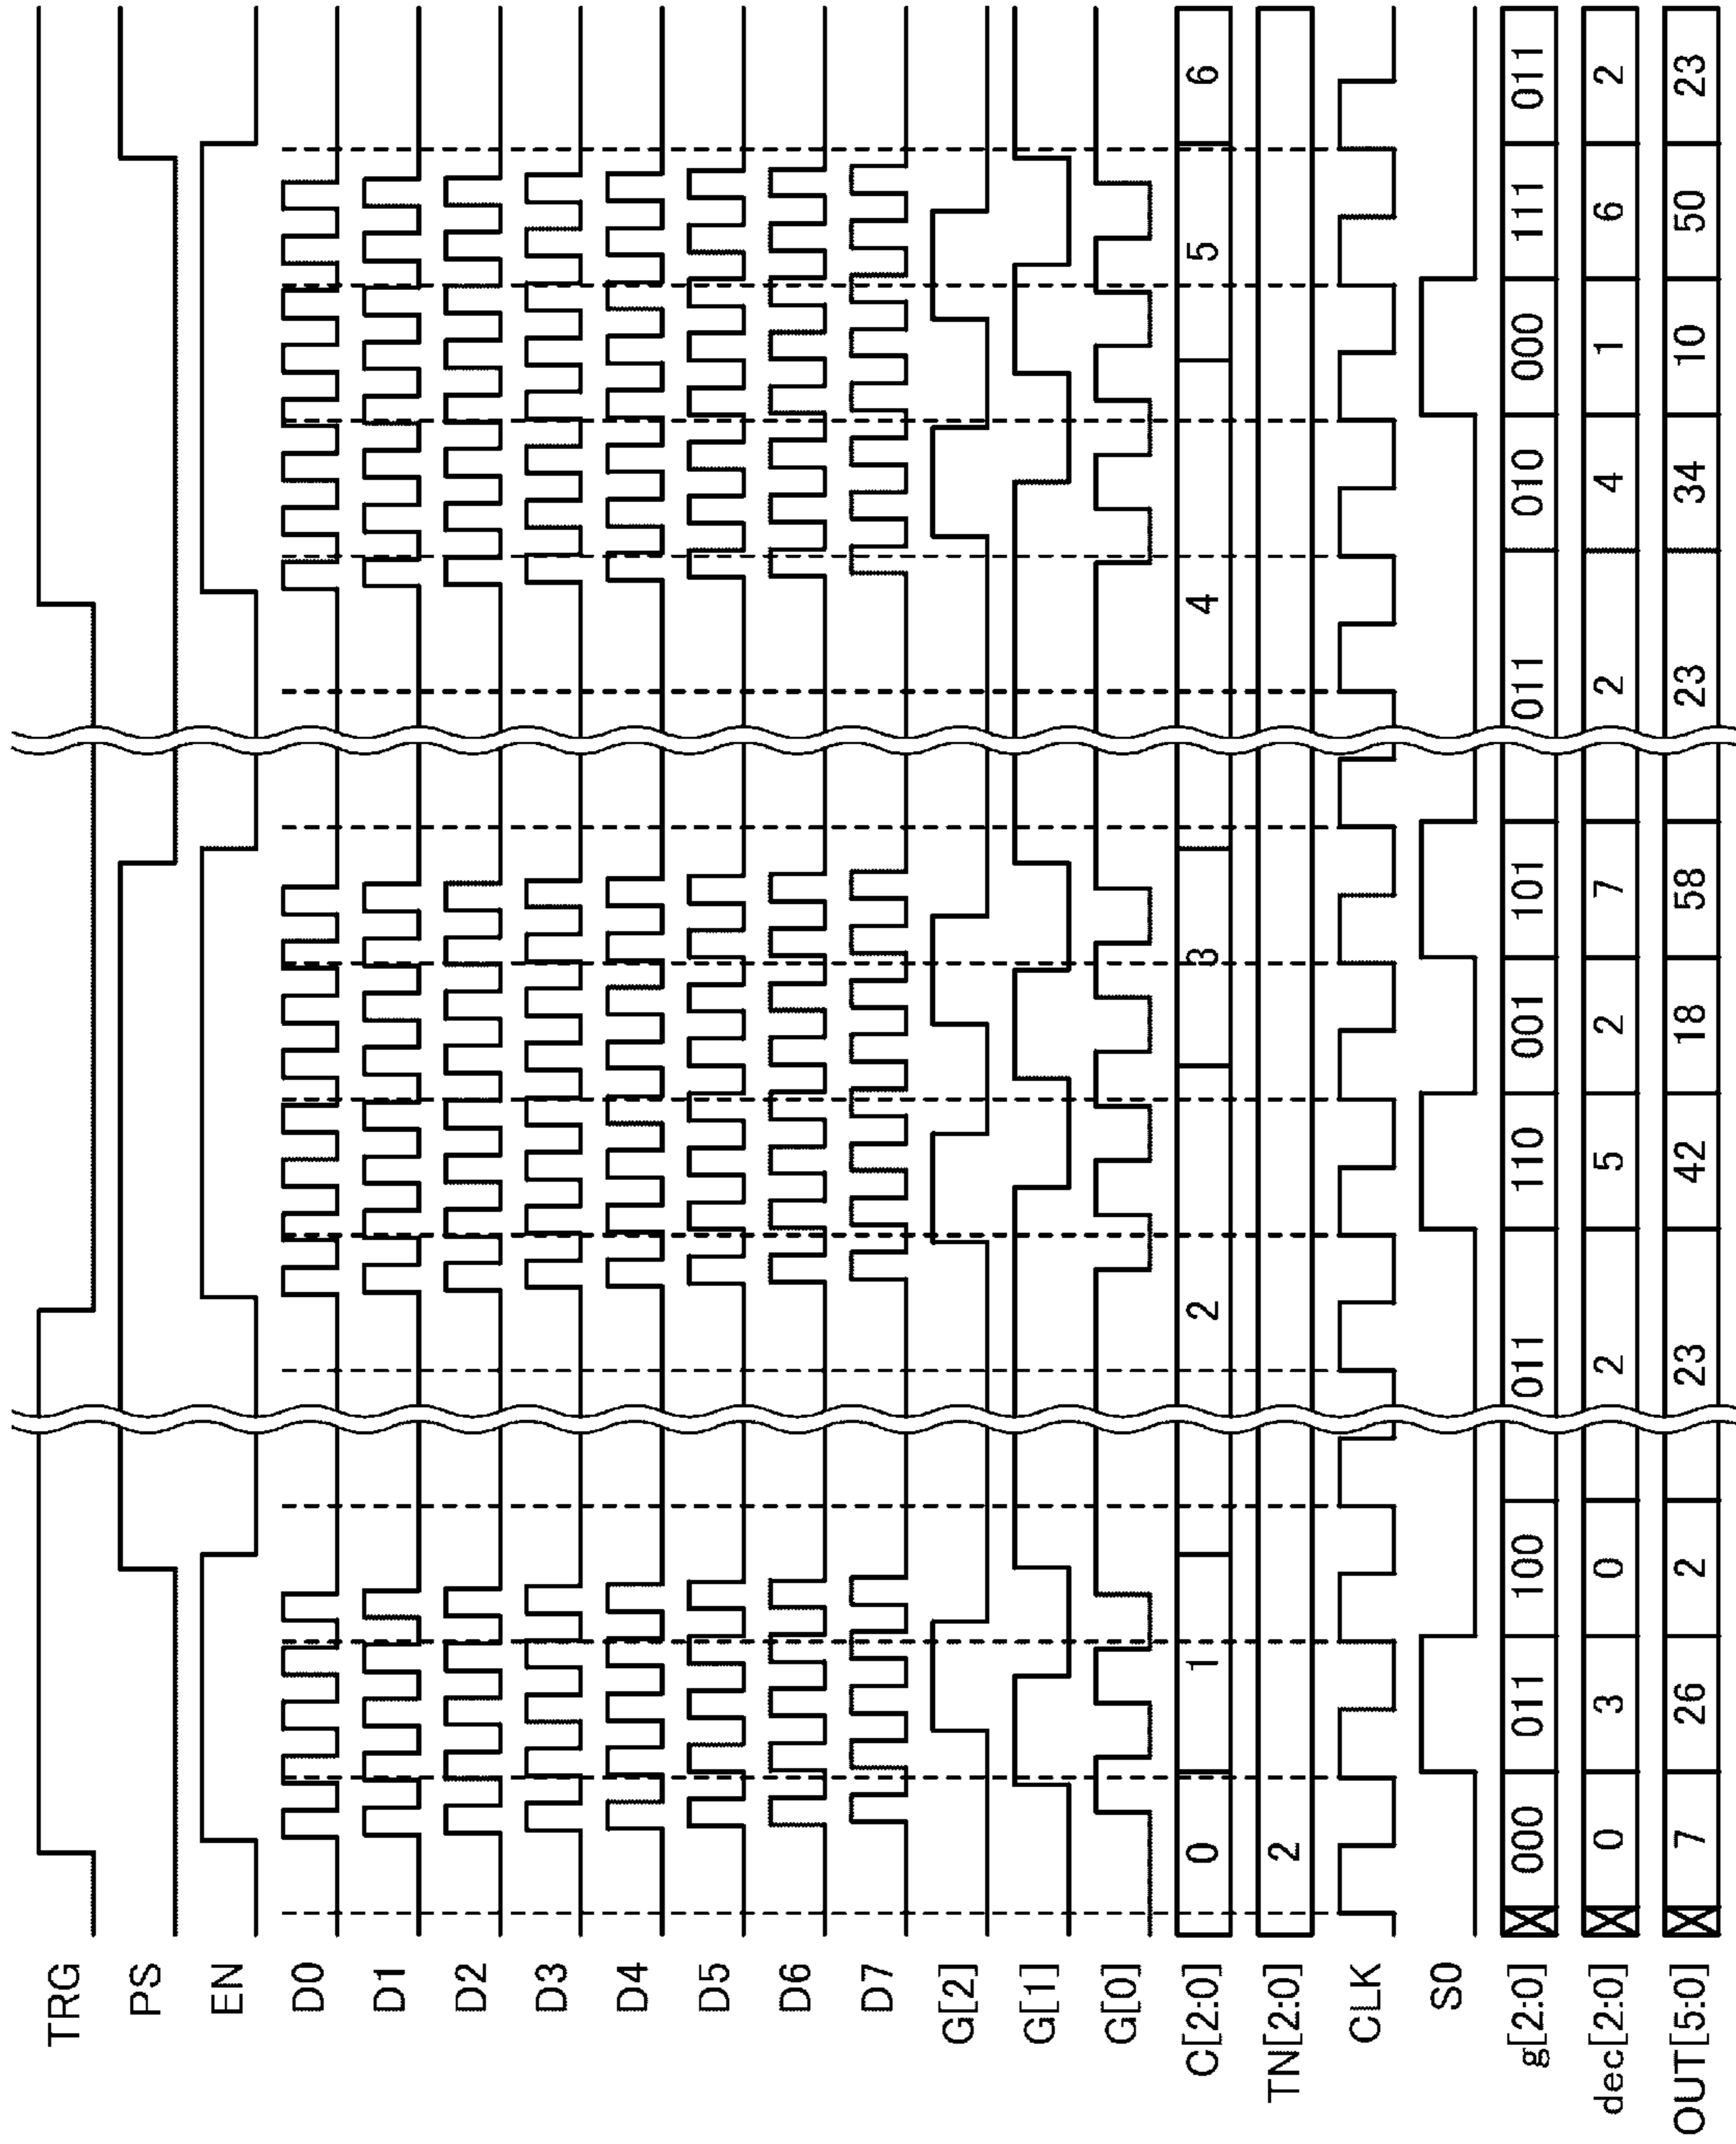 TRG
PS
EN
D0
D1
D2
D3
D4
D5
D6
D7
G[2]
G[1]
G[0]
C[2:0] 0 1 2 3 4 5 6
TN[2:0] 2
CLK
S0
g[2:0] 000 011 100 011 110 001 101 011 010 000 111 011
dec[2:0] 0 3 0 2 5 2 7 2 4 1 6 2
OUT[5:0] 7 26 2 23 42 18 58 23 34 10 50 23